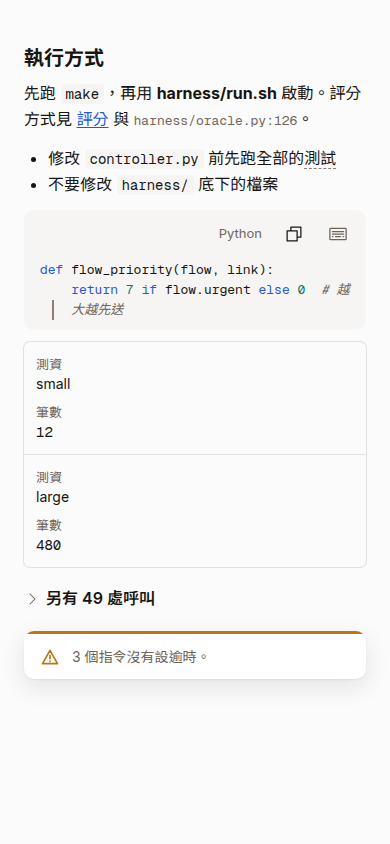 執行方式
先跑 make，再用 harness/run.sh 啟動。評分
方式見 評分 與 harness/oracle.py:126。
修改 controller.py 前先跑全部的測試
不要修改 harness/ 底下的檔案
Python
def flow_priority(flow, link):
return 7 if flow.urgent else 0  # 越
大越先送
測資
small
筆數
12
測資
large
筆數
480
另有 49 處呼叫
3 個指令沒有設逾時。